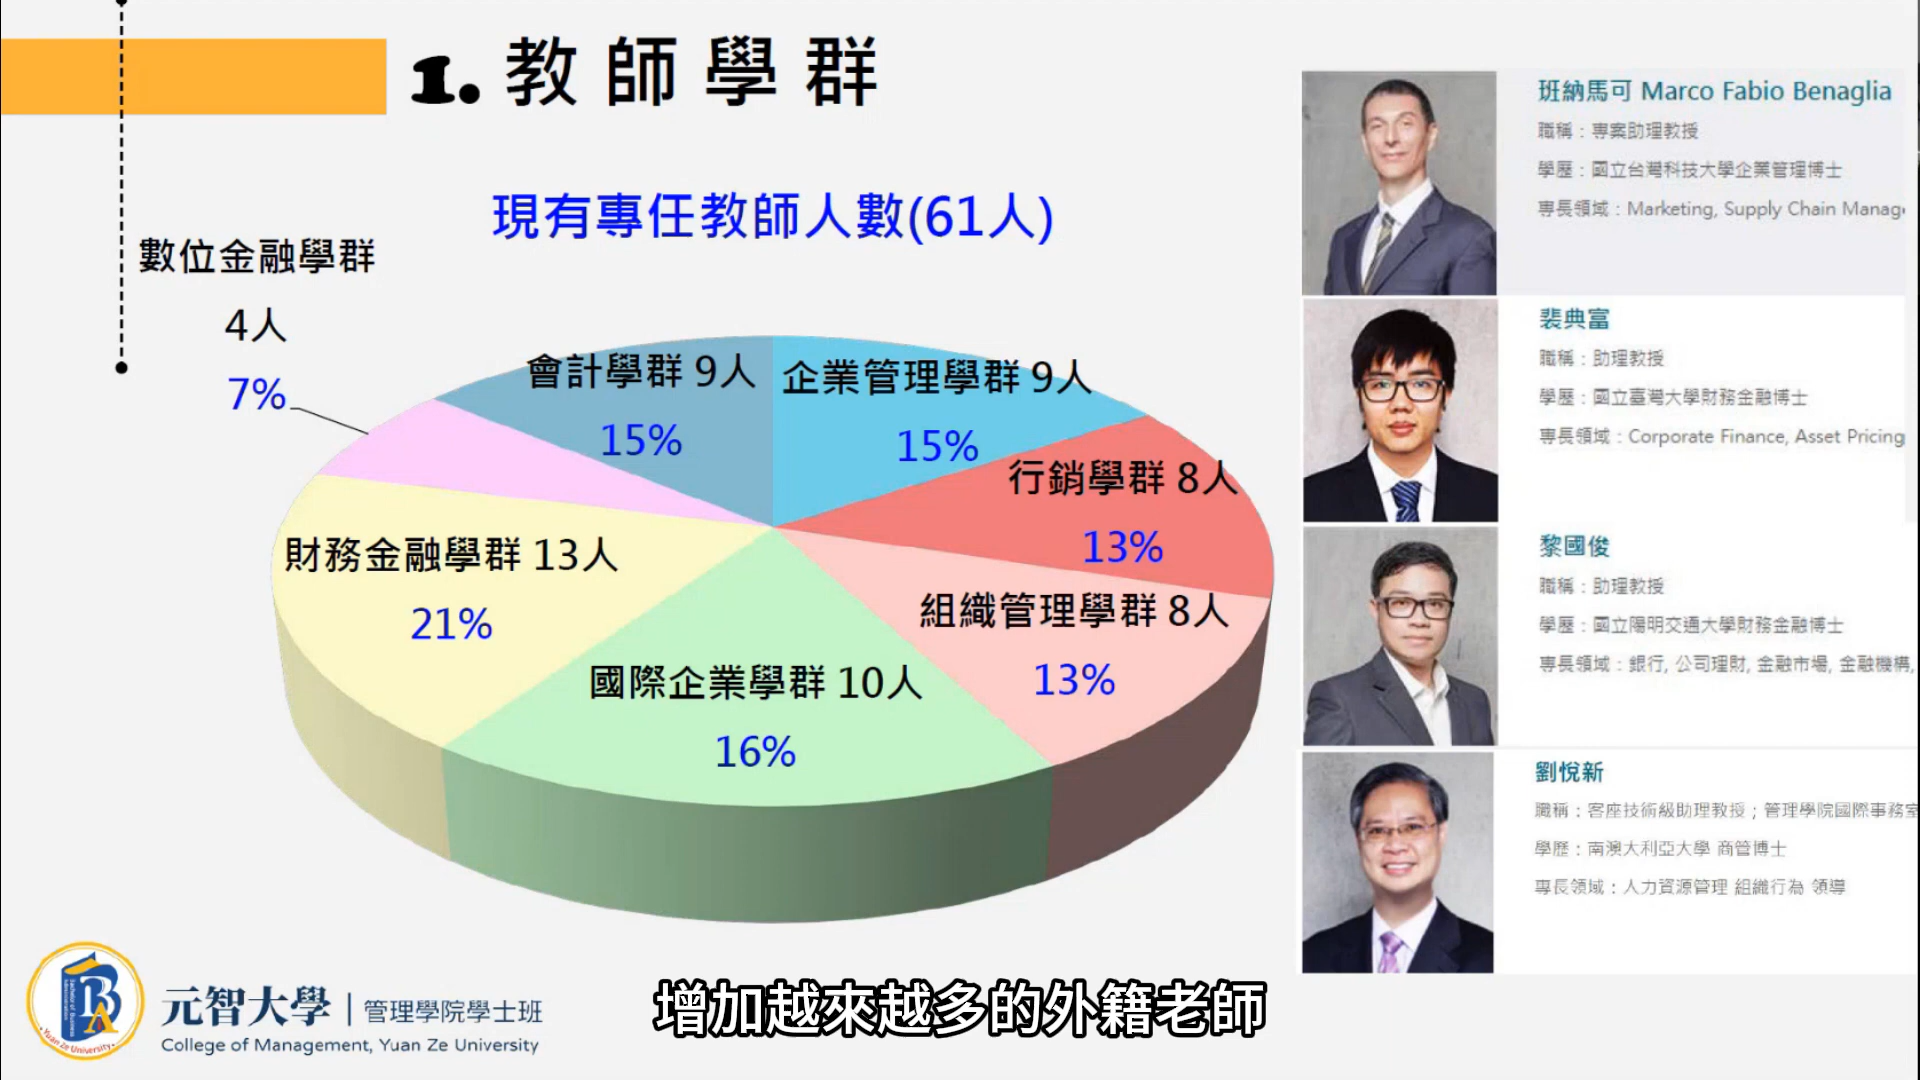 1. 教師學群
現有專任教師人數(61人)
數位金融學群
4人
7%
會計學群 9人
15%
企業管理學群 9人
15%
行銷學群 8人
13%
組織管理學群 8人
13%
國際企業學群 10人
16%
財務金融學群 13人
21%
班納馬可 Marco Fabio Benaglia
職稱：專案助理教授
學歷：國立台灣科技大學企業管理博士
專長領域：Marketing, Supply Chain Manag
裴典富
職稱：助理教授
學歷：國立臺灣大學財務金融博士
專長領域：Corporate Finance, Asset Pricing
黎國俊
職稱：助理教授
學歷：國立陽明交通大學財務金融博士
專長領域：銀行, 公司理財, 金融市場, 金融機構,
劉悅新
職稱：客座技術級助理教授；管理學院國際事務室
學歷：南澳大利亞大學 商管博士
專長領域：人力資源管理 組織行為 領導
BA
Yuan Ze University
元智大學 | 管理學院學士班
College of Management, Yuan Ze University
增加越來越多的外籍老師